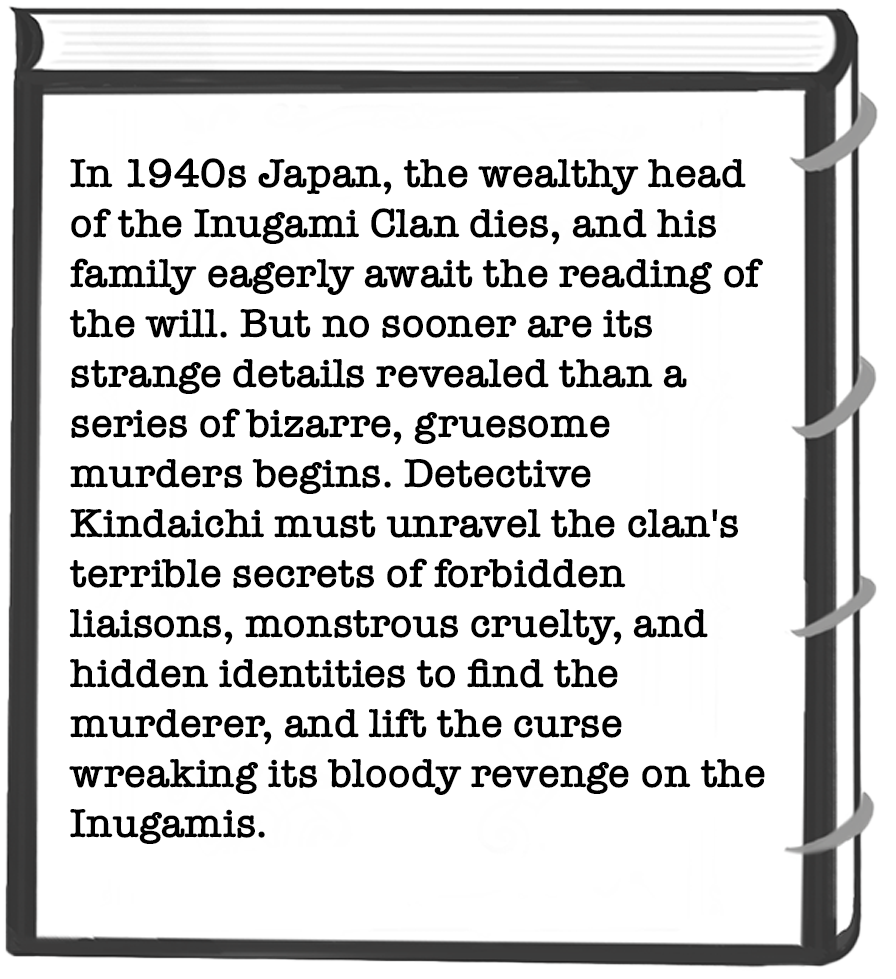 In 1940s Japan, the wealthy head
of the Inugami Clan dies, and his
family eagerly await the reading of
the will. But no sooner are its
strange details revealed than a
series of bizarre, gruesome
murders begins. Detective
Kindaichi must unravel the clan's
terrible secrets of forbidden
liaisons, monstrous cruelty, and
hidden identities to find the
murderer, and lift the curse
wreaking its bloody revenge on the
Inugamis.